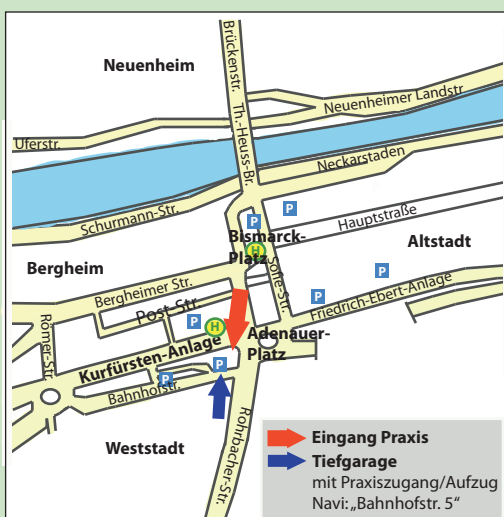 Neuenheim
Brückenstr.
Th.-Heuss-Br.
Neuenheimer Landstr.
Uferstr.
Neckarstaden
Schurmann-Str.
P
P
Hauptstraße
Bismarck-
Platz
H
Altstadt
Bergheim
Sofie-Str.
P
Bergheimer Str.
P
Friedrich-Ebert-Anlage
Post-Str.
Römer-Str.
P
H
Adenauer-
Platz
Kurfürsten-Anlage
P
P
Bahnhofstr.
Rohrbacher-Str.
Weststadt
Eingang Praxis
Tiefgarage
mit Praxiszugang/Aufzug
Navi: „Bahnhofstr. 5“